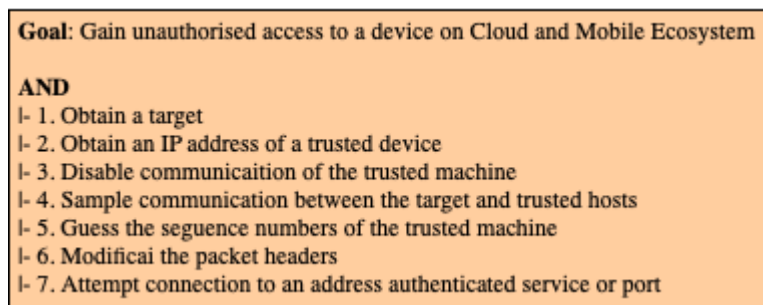 Goal: Gain unauthorised access to a device on Cloud and Mobile Ecosystem
AND
|- 1. Obtain a target
|- 2. Obtain an IP address of a trusted device
|- 3. Disable communicaition of the trusted machine
|- 4. Sample communication between the target and trusted hosts
|- 5. Guess the seguence numbers of the trusted machine
|- 6. Modificai the packet headers
|- 7. Attempt connection to an address authenticated service or port